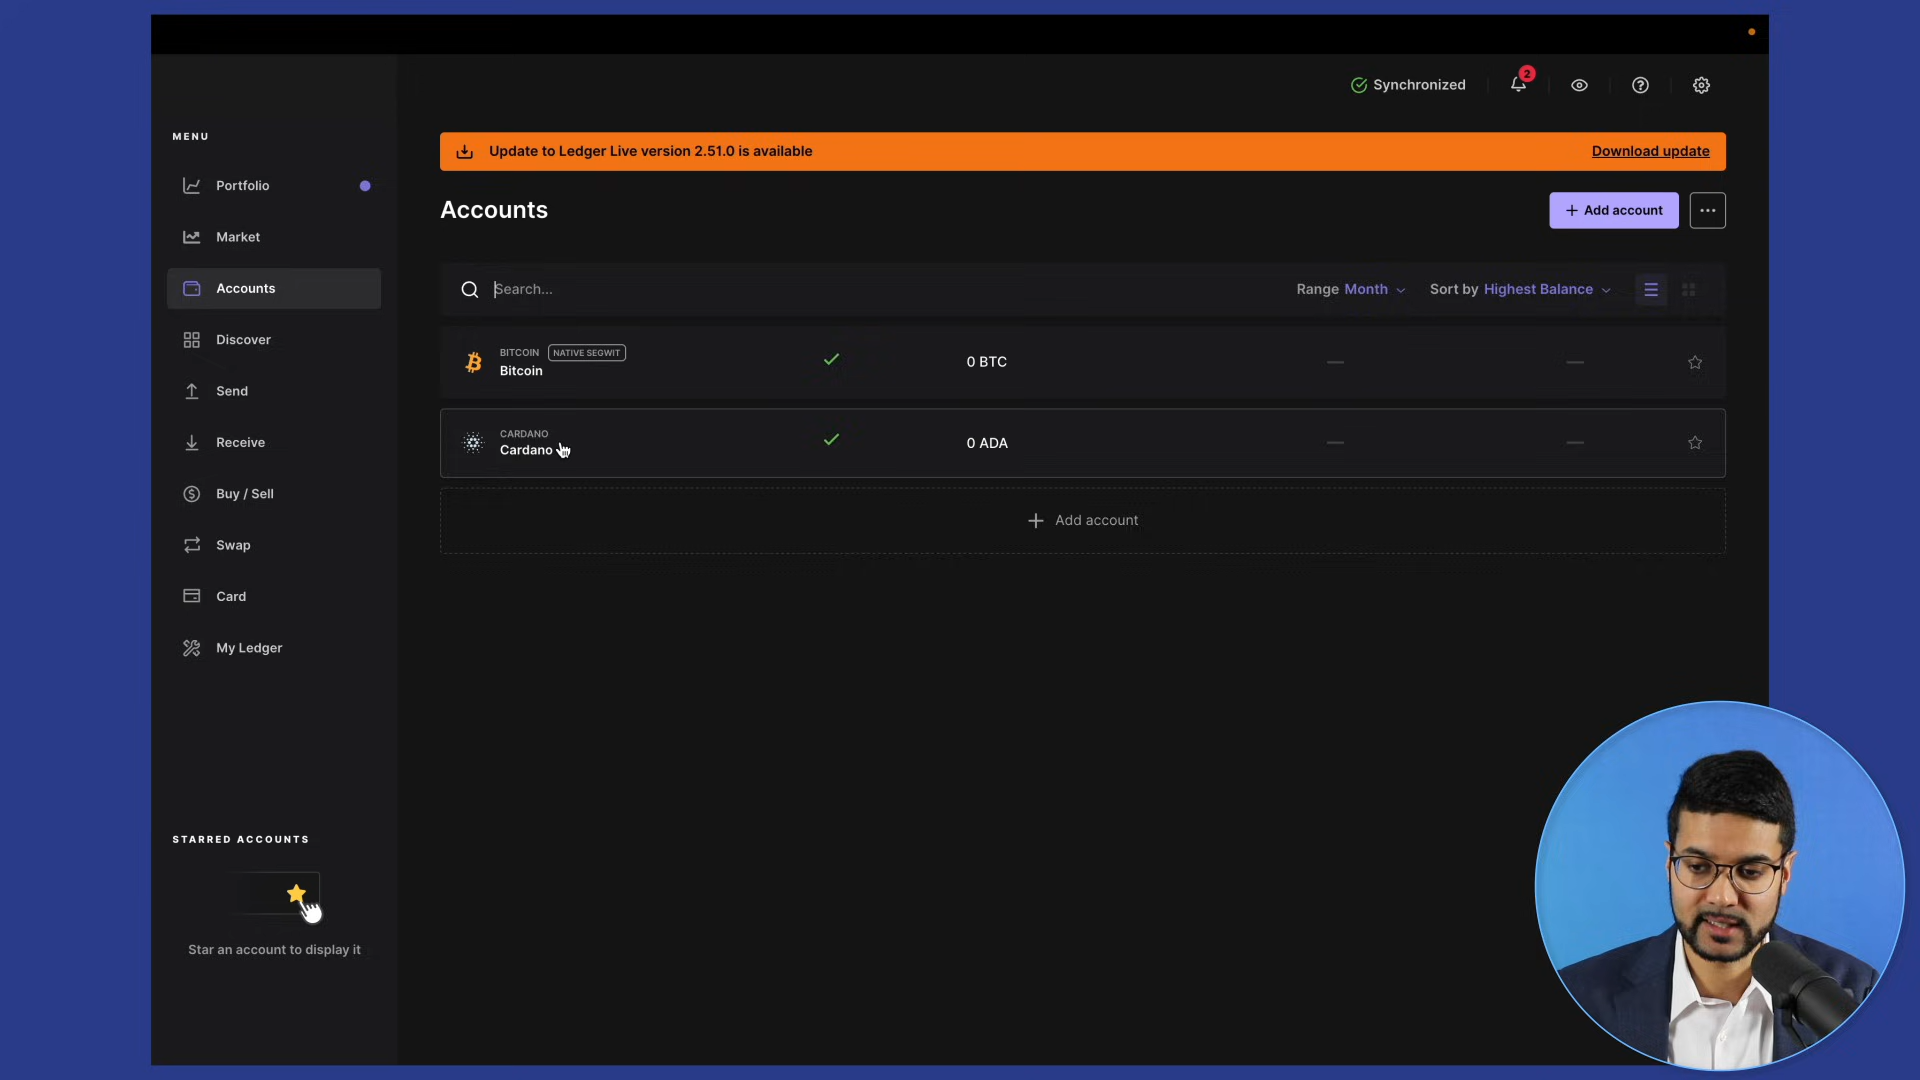 Synchronized
2
MENU
Update to Ledger Live version 2.51.0 is available
Download update
Portfolio
Accounts
Add account
Market
Accounts
Search...
Range Month
Sort by Highest Balance
Discover
BITCOIN NATIVE SEGWIT
Bitcoin
0 BTC
—
—
Send
CARDANO
Cardano
0 ADA
—
—
Receive
Buy / Sell
Add account
Swap
Card
My Ledger
STARRED ACCOUNTS
Star an account to display it